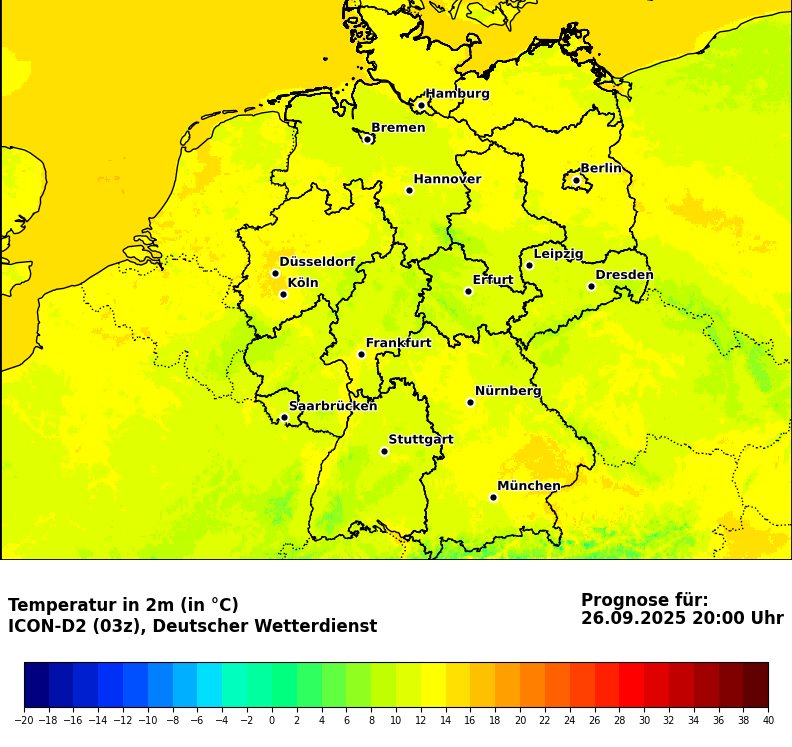 Hamburg
Bremen
Berlin
Hannover
Leipzig
Düsseldorf
Dresden
Köln
Erfurt
Frankfurt
Nürnberg
Saarbrücken
Stuttgart
München
Temperatur in 2m (in °C)
ICON-D2 (03z), Deutscher Wetterdienst
Prognose für:
26.09.2025 20:00 Uhr
−20 −18 −16 −14 −12 −10 −8 −6 −4 −2 0 2 4 6 8 10 12 14 16 18 20 22 24 26 28 30 32 34 36 38 40